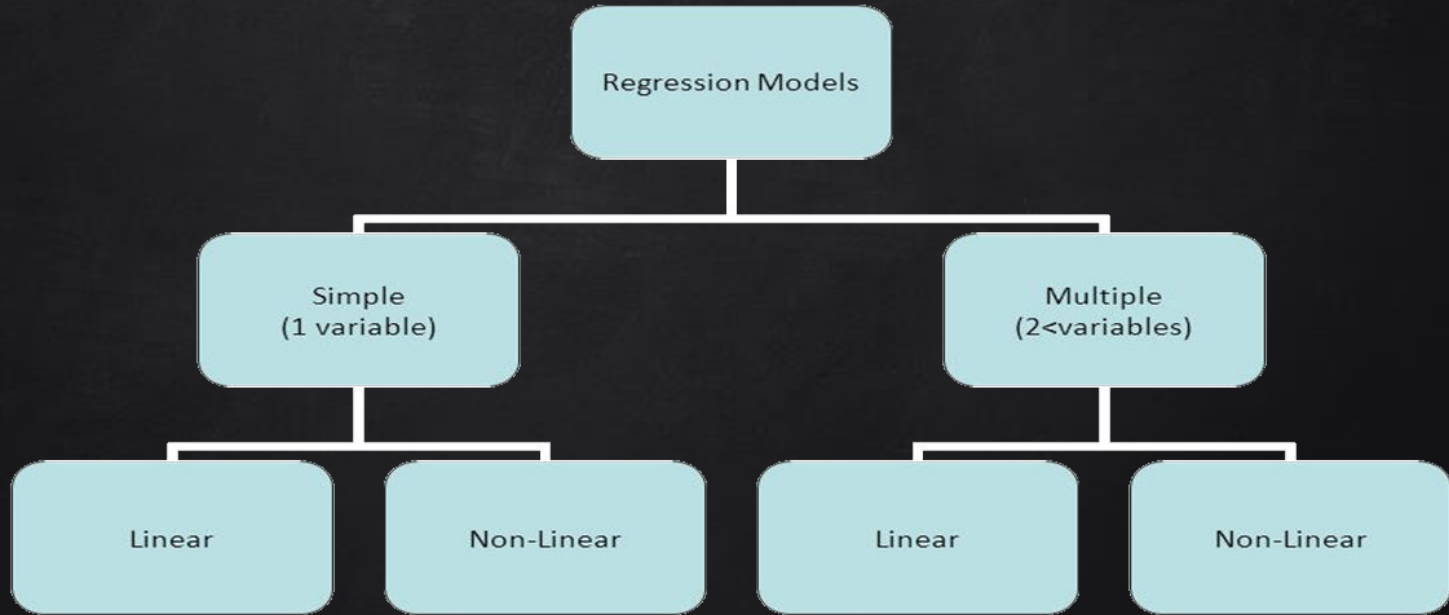 Regression Models
Simple
(1 variable)
Multiple
(2<variables)
Linear
Non-Linear
Linear
Non-Linear